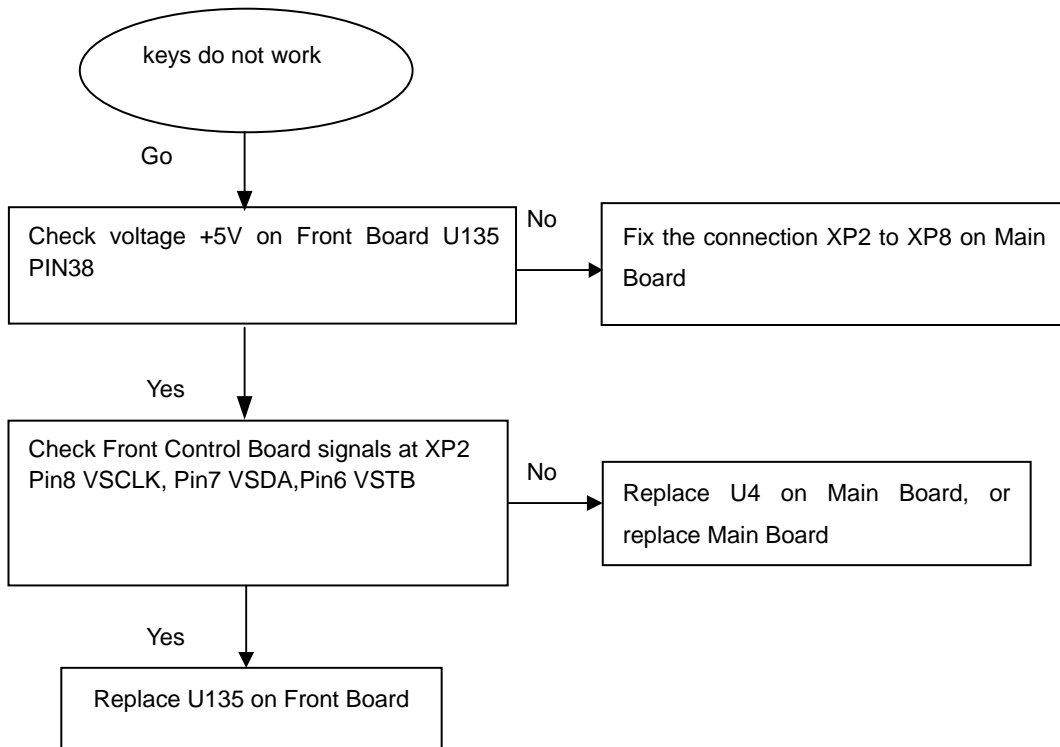 keys do not work
Go
Check voltage +5V on Front Board U135
PIN38
No
Fix the connection XP2 to XP8 on Main
Board
Yes
Check Front Control Board signals at XP2
Pin8 VSCLK, Pin7 VSDA,Pin6 VSTB
No
Replace U4 on Main Board, or
replace Main Board
Yes
Replace U135 on Front Board